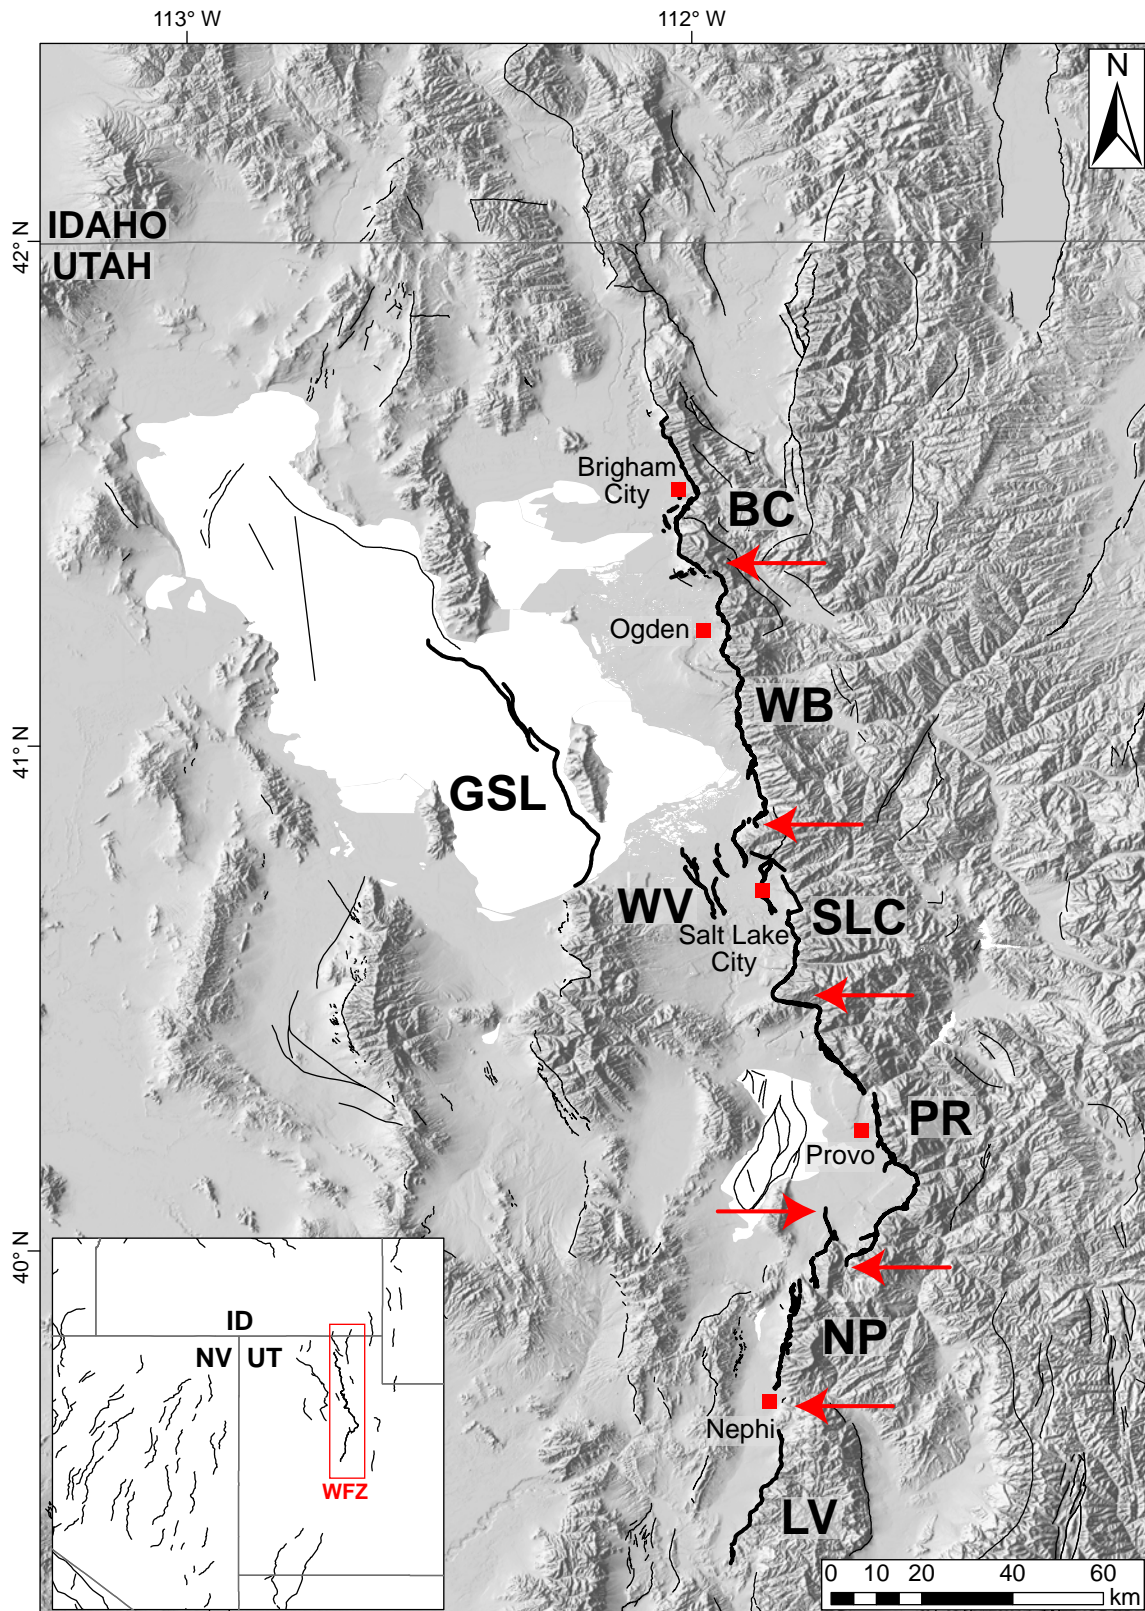 113° W
112° W
N
42° N
IDAHO
UTAH
Brigham
City
BC
Ogden
WB
41° N
GSL
WV
SLC
Salt Lake
City
PR
Provo
40° N
ID
NV
UT
NP
WFZ
Nephi
LV
0 10 20 40 60
km